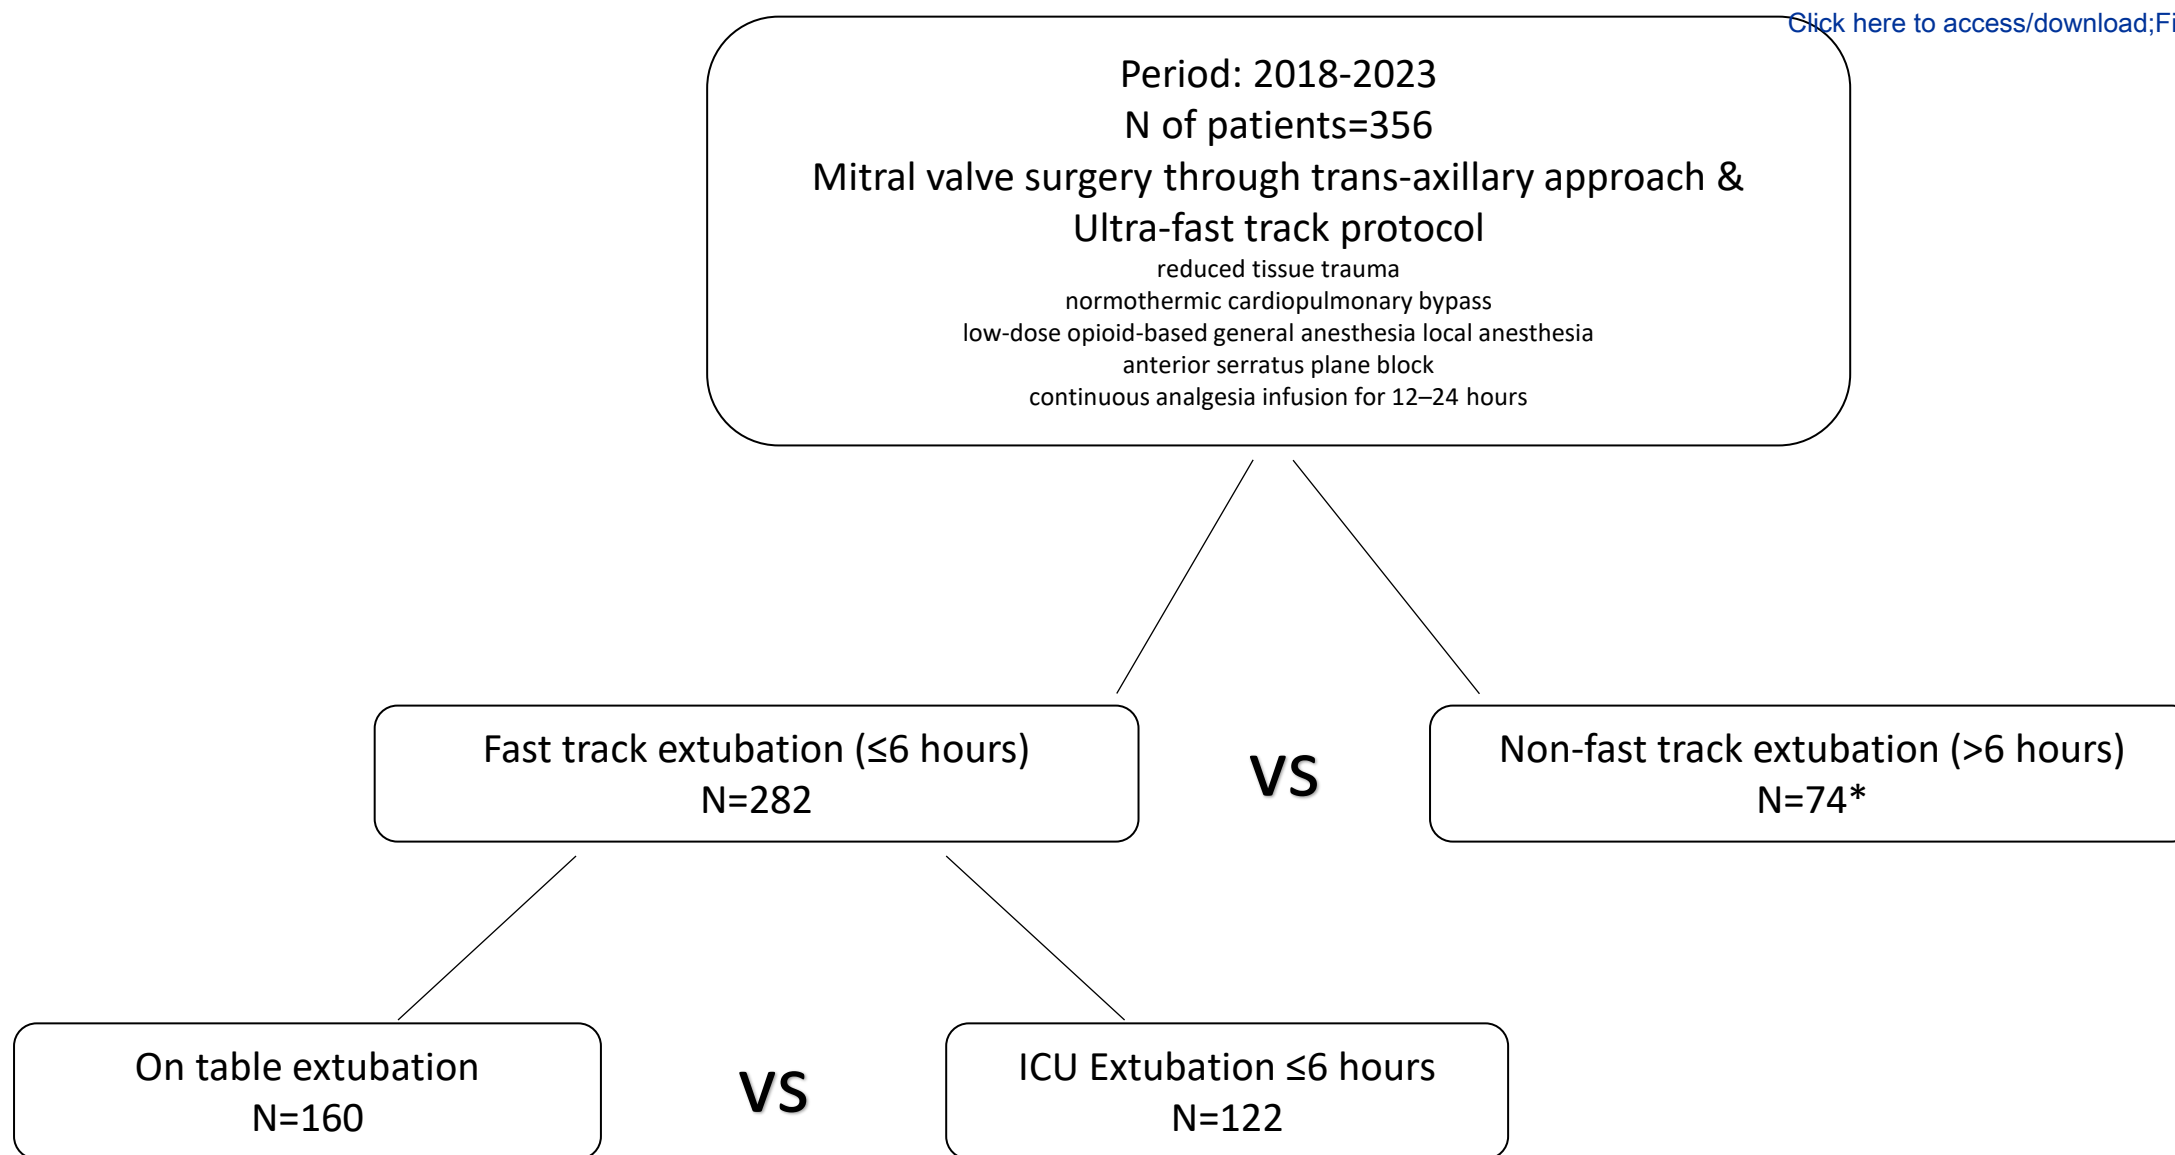 Click here to access/download;Fi
Period: 2018-2023
N of patients=356
Mitral valve surgery through trans-axillary approach &
Ultra-fast track protocol
reduced tissue trauma
normothermic cardiopulmonary bypass
low-dose opioid-based general anesthesia local anesthesia
anterior serratus plane block
continuous analgesia infusion for 12–24 hours
Fast track extubation (≤6 hours)
N=282
vs
Non-fast track extubation (>6 hours)
N=74*
On table extubation
N=160
vs
ICU Extubation ≤6 hours
N=122